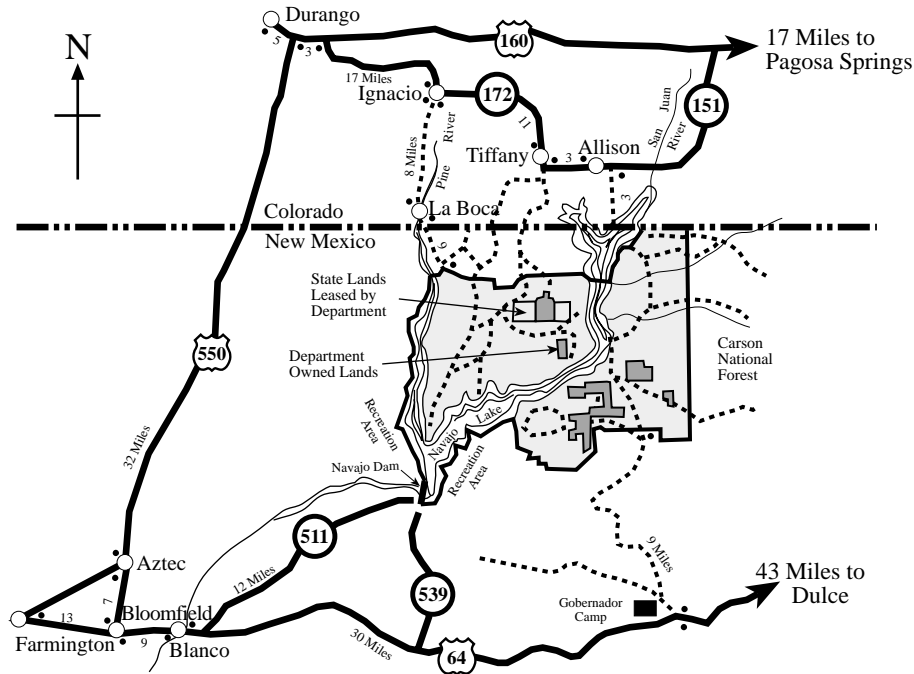 Durango
N
5
3
160
17 Miles to
Pagosa Springs
17 Miles
Ignacio
172
11
151
San Juan
River
8 Miles
Pine
River
Tiffany
3
Allison
3
La Boca
Colorado
New Mexico
9
State Lands
Leased by
Department
550
Department
Owned Lands
Carson
National
Forest
Recreation
Area
Navajo
Lake
Recreation
Area
32 Miles
Navajo Dam
511
9 Miles
Aztec
12 Miles
539
43 Miles to
Dulce
7
13
Bloomfield
Gobernador
Camp
Farmington
9
Blanco
30 Miles
64